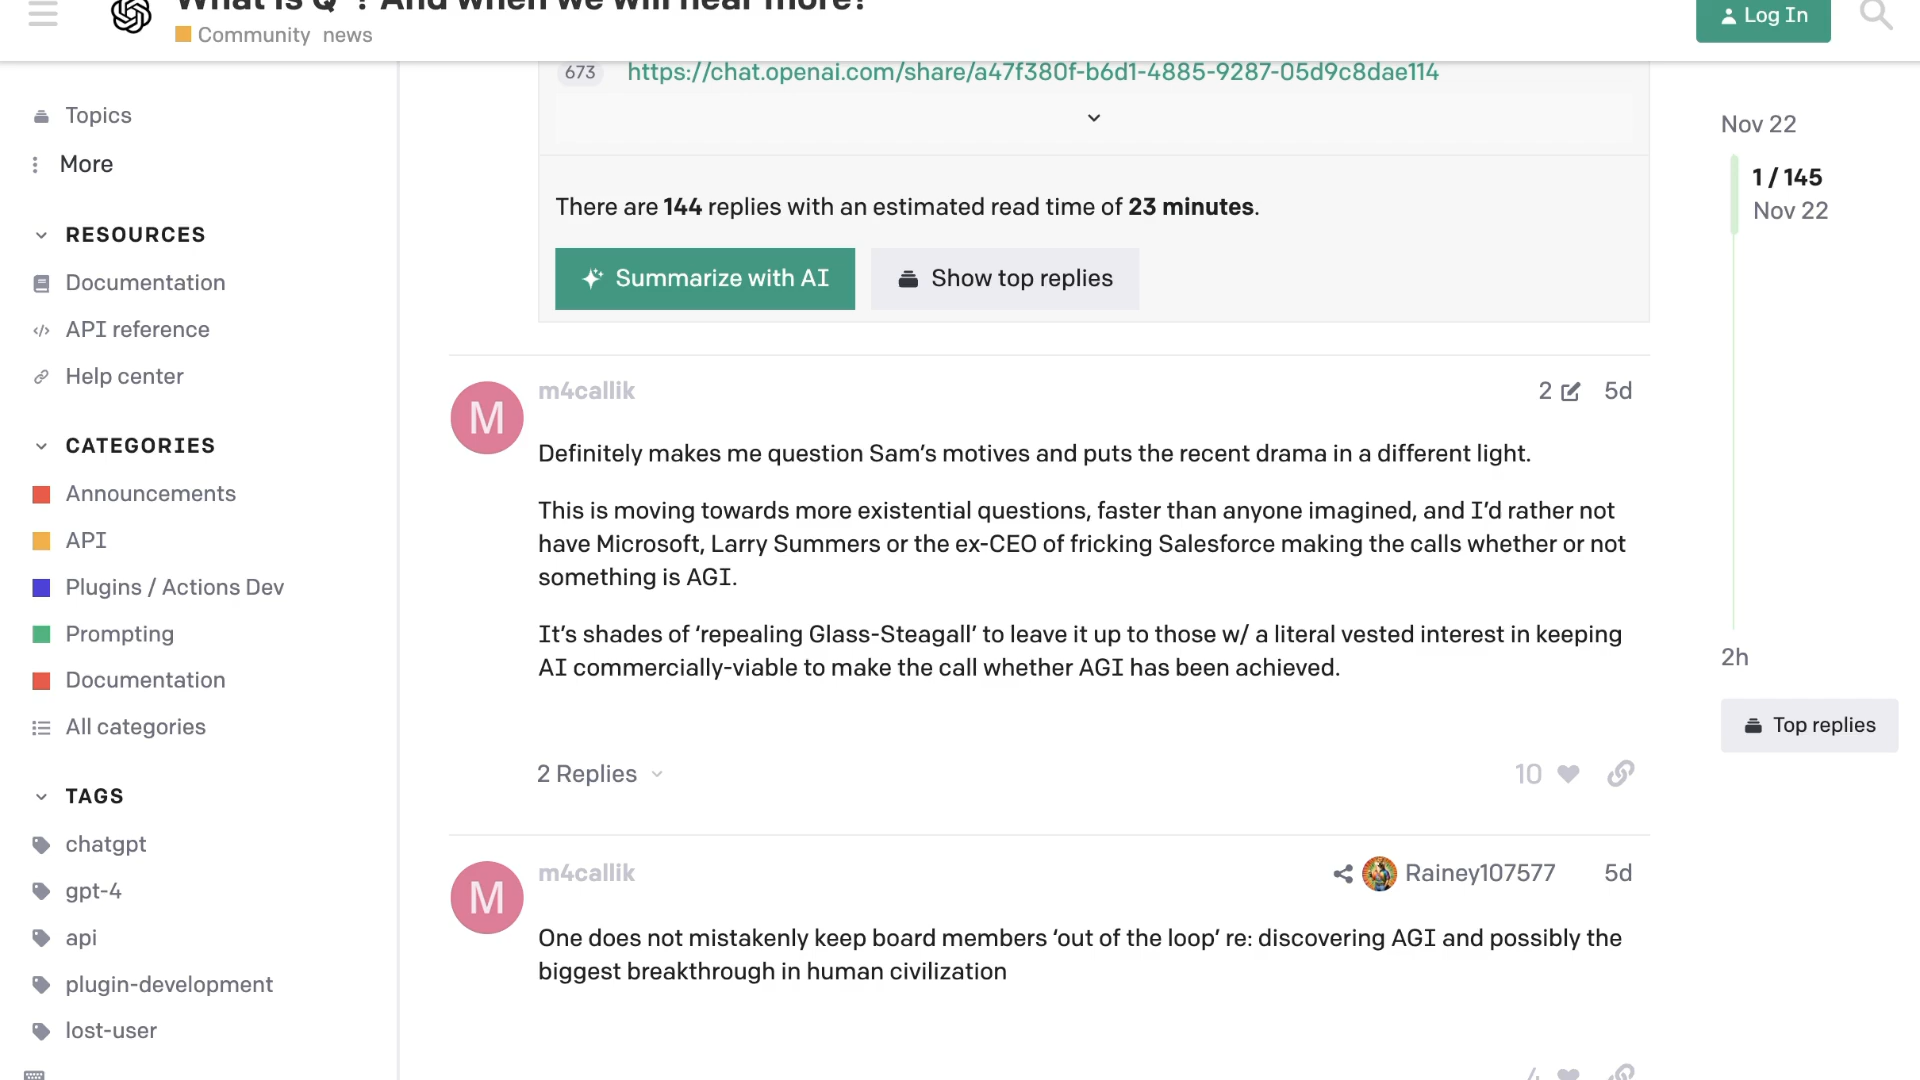 What is Q*? And when we will hear more?
Community news
Log In
Topics
More
RESOURCES
Documentation
API reference
Help center
CATEGORIES
Announcements
API
Plugins / Actions Dev
Prompting
Documentation
All categories
TAGS
chatgpt
gpt-4
api
plugin-development
lost-user
673 https://chat.openai.com/share/a47f380f-b6d1-4885-9287-05d9c8dae114
There are 144 replies with an estimated read time of 23 minutes.
Summarize with AI
Show top replies
m4callik 2 5d
M
Definitely makes me question Sam’s motives and puts the recent drama in a different light.
This is moving towards more existential questions, faster than anyone imagined, and I’d rather not
have Microsoft, Larry Summers or the ex-CEO of fricking Salesforce making the calls whether or not
something is AGI.
It’s shades of ‘repealing Glass-Steagall’ to leave it up to those w/ a literal vested interest in keeping
AI commercially-viable to make the call whether AGI has been achieved.
2 Replies 10
m4callik Rainey107577 5d
M
One does not mistakenly keep board members ‘out of the loop’ re: discovering AGI and possibly the
biggest breakthrough in human civilization
4
Nov 22
1 / 145
Nov 22
2h
Top replies